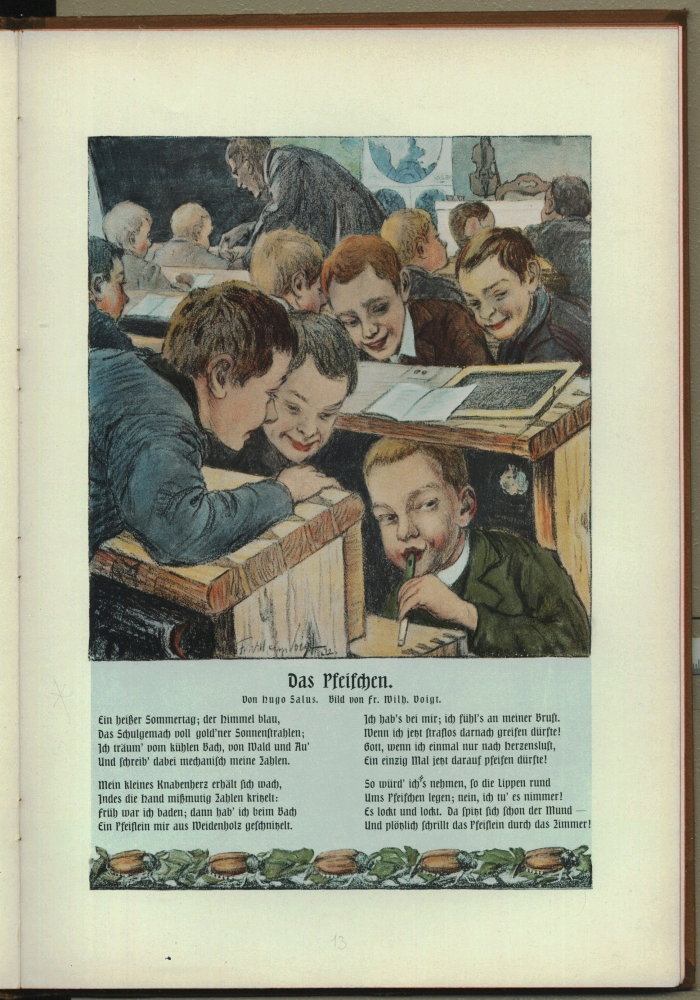 Das Pfeifchen.
Von Hugo Salus. Bild von Fr. Wilh. Voigt.
Ein heißer Sommertag; der Himmel blau,
Das Schulgemach voll gold'ner Sonnenstrahlen;
Ich träum' vom kühlen Bach, von Wald und Au'
Und schreib' dabei mechanisch meine Zahlen.
Mein kleines Knabenherz erhält sich wach,
Indes die Hand mißmutig Zahlen kritzelt:
Früh war ich baden; dann hab' ich beim Bach
Ein Pfeiflein mir aus Weidenholz geschnitzelt.
Ich hab's bei mir; ich fühl's an meiner Brust.
Wenn ich jetzt straflos darnach greifen dürfte!
Gott, wenn ich einmal nur nach Herzenslust,
Ein einzig Mal jetzt darauf pfeifen dürfte!
So würd' ich's nehmen, so die Lippen rund
Ums Pfeifchen legen; nein, ich tu' es nimmer!
Es lockt und lockt. Da spitzt sich schon der Mund —
Und plötzlich schrillt das Pfeiflein durch das Zimmer!
13